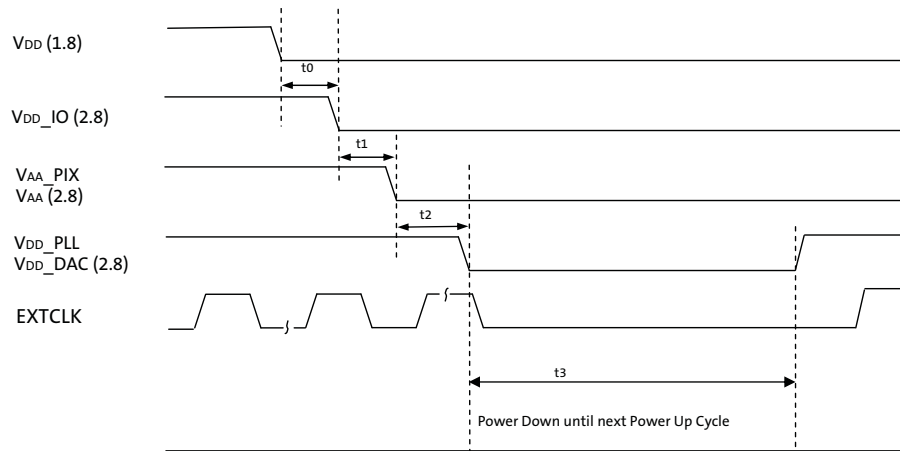 VDD (1.8)
t0
VDD_IO (2.8)
t1
VAA_PIX
VAA (2.8)
t2
VDD_PLL
VDD_DAC (2.8)
EXTCLK
t3
Power Down until next Power Up Cycle